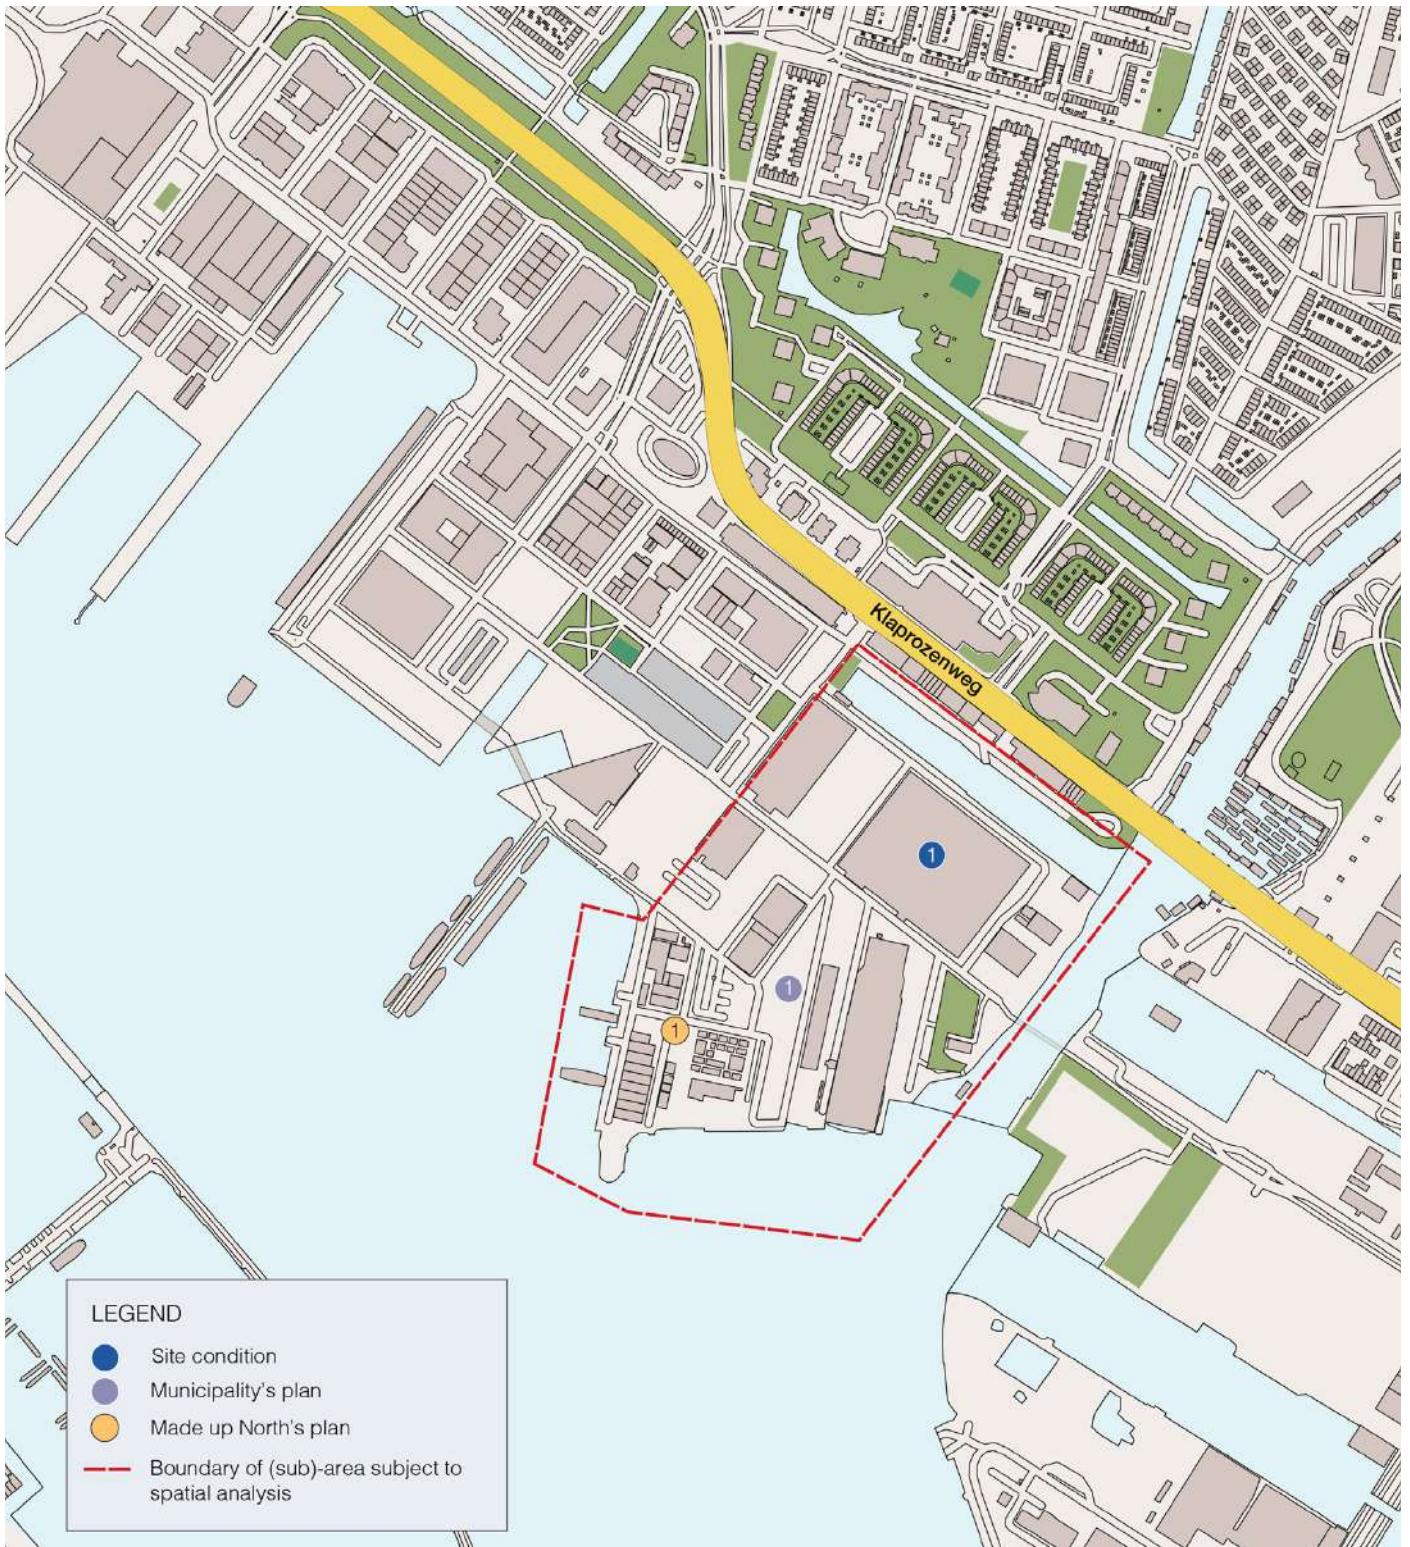 Klaprozenweg
1
1
1
LEGEND
Site condition
Municipality's plan
Made up North's plan
Boundary of (sub)-area subject to
spatial analysis